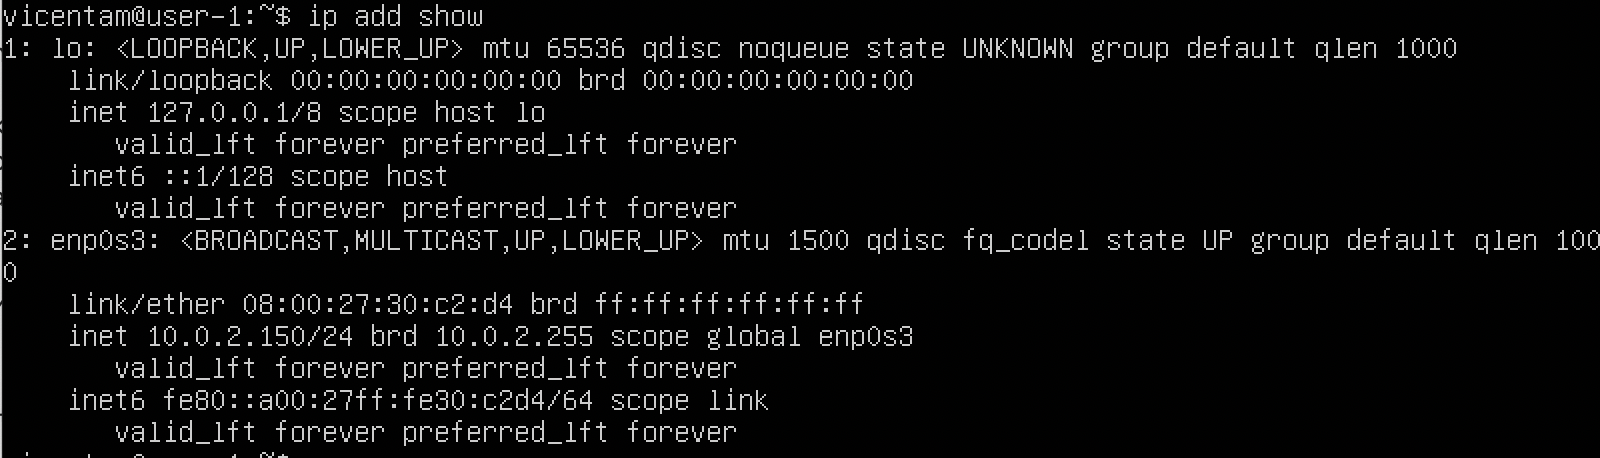 vicentam@user-1:~$ ip add show
1: lo: <LOOPBACK,UP,LOWER_UP> mtu 65536 qdisc noqueue state UNKNOWN group default qlen 1000
    link/loopback 00:00:00:00:00:00 brd 00:00:00:00:00:00
    inet 127.0.0.1/8 scope host lo
       valid_lft forever preferred_lft forever
    inet6 ::1/128 scope host
       valid_lft forever preferred_lft forever
2: enp0s3: <BROADCAST,MULTICAST,UP,LOWER_UP> mtu 1500 qdisc fq_codel state UP group default qlen 100
0
    link/ether 08:00:27:30:c2:d4 brd ff:ff:ff:ff:ff:ff
    inet 10.0.2.150/24 brd 10.0.2.255 scope global enp0s3
       valid_lft forever preferred_lft forever
    inet6 fe80::a00:27ff:fe30:c2d4/64 scope link
       valid_lft forever preferred_lft forever